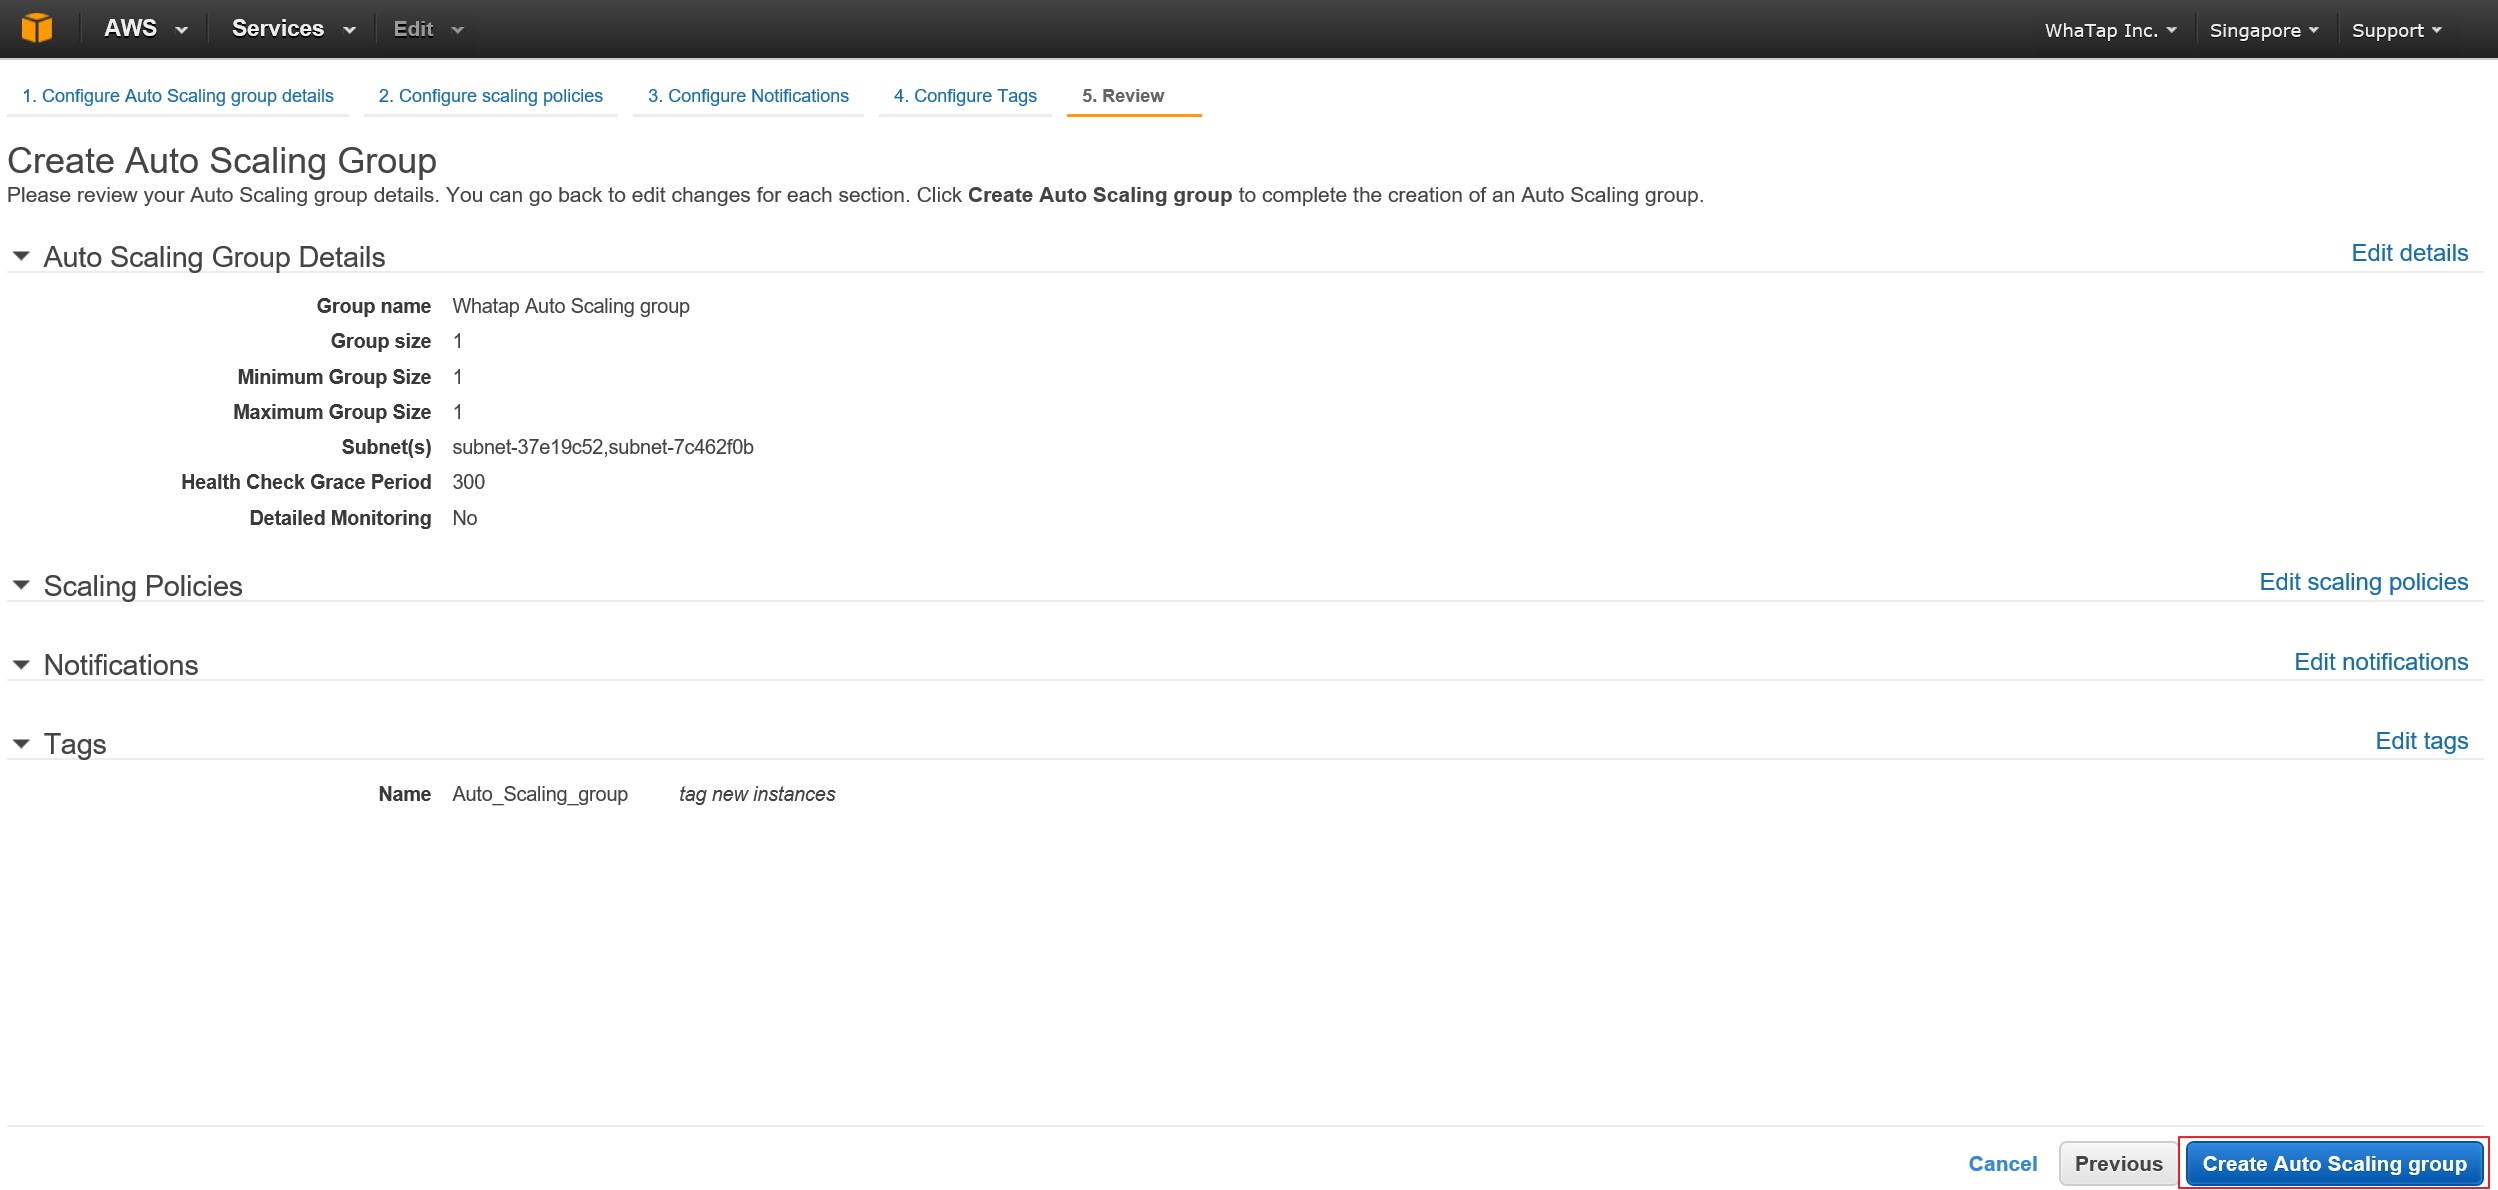 AWS Services Edit WhaTap Inc. Singapore Support
1. Configure Auto Scaling group details 2. Configure scaling policies 3. Configure Notifications 4. Configure Tags 5. Review
Create Auto Scaling Group
Please review your Auto Scaling group details. You can go back to edit changes for each section. Click Create Auto Scaling group to complete the creation of an Auto Scaling group.
Auto Scaling Group Details Edit details
Group name Whatap Auto Scaling group
Group size 1
Minimum Group Size 1
Maximum Group Size 1
Subnet(s) subnet-37e19c52,subnet-7c462f0b
Health Check Grace Period 300
Detailed Monitoring No
Scaling Policies Edit scaling policies
Notifications Edit notifications
Tags Edit tags
Name Auto_Scaling_group tag new instances
Cancel Previous Create Auto Scaling group